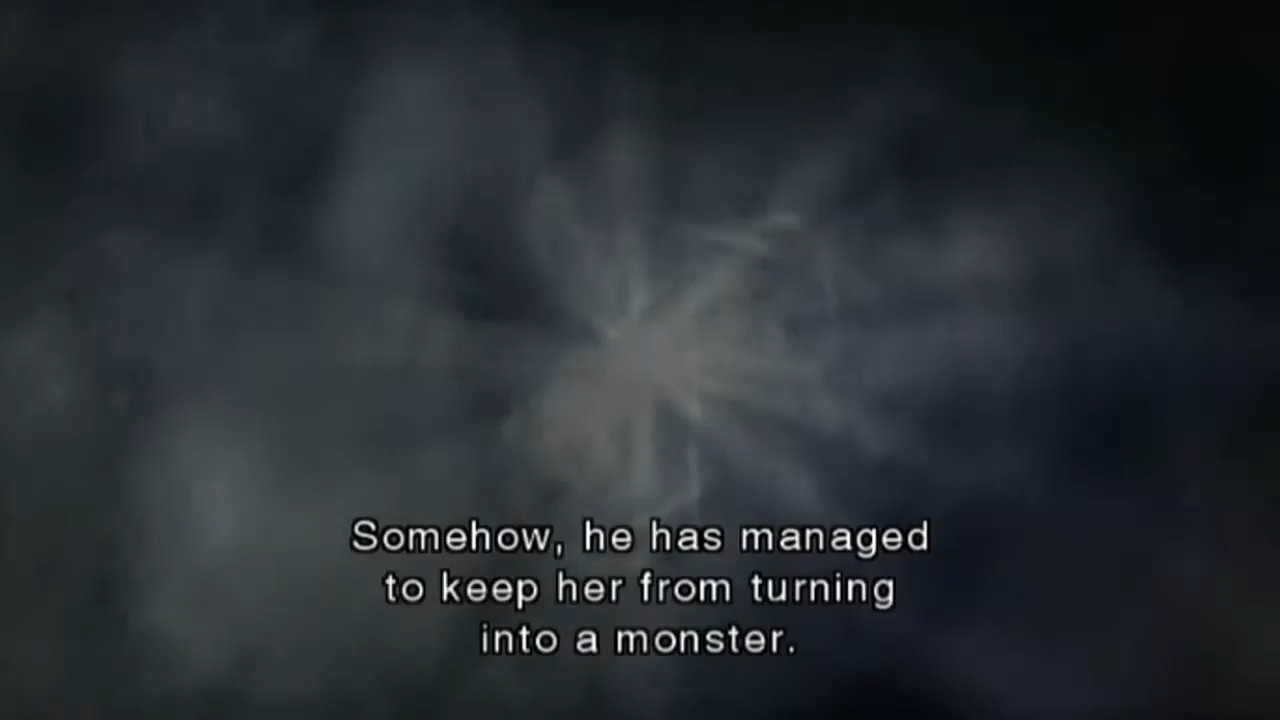 Somehow, he has managed
to keep her from turning
into a monster.